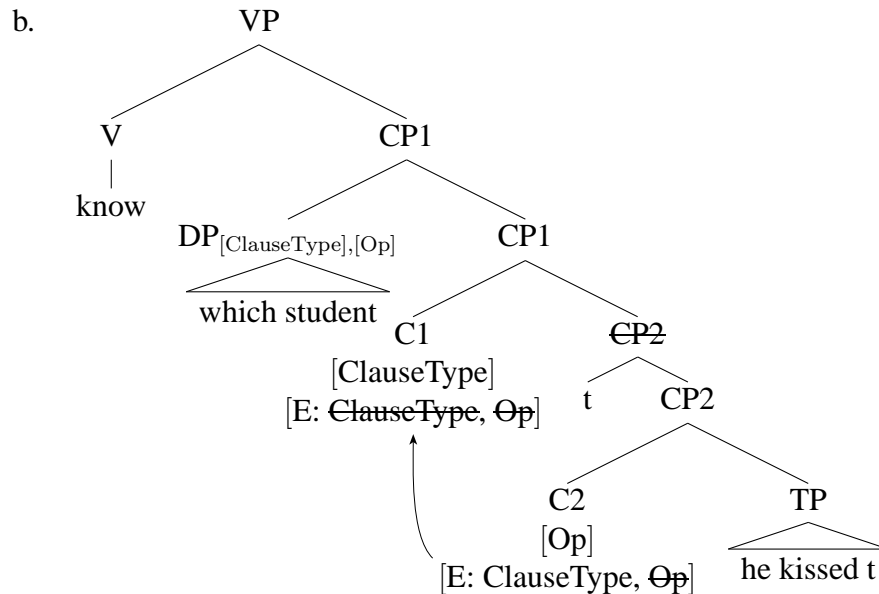 b.
VP
V CP1
know
DP[ClauseType],[Op] CP1
which student
C1 CP2
[ClauseType] t CP2
[E: ClauseType, Op]
C2 TP
[Op]
[E: ClauseType, Op] he kissed t